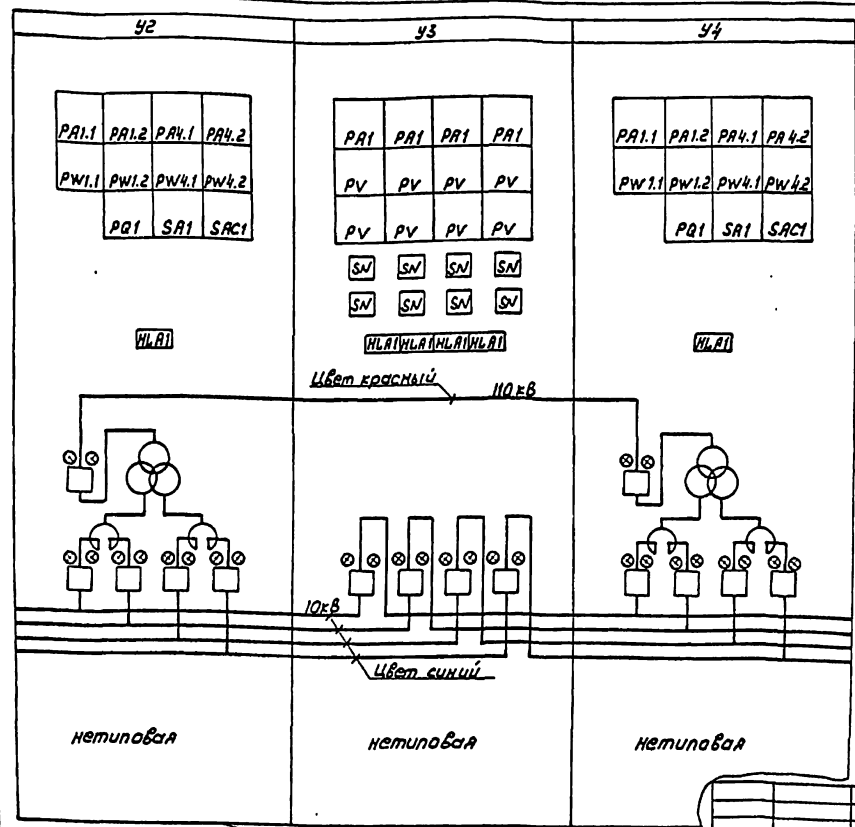 У2 У3 У4
PA1.1 PA1.2 PA4.1 PA4.2 PA1 PA1 PA1 PA1 PA1.1 PA1.2 PA4.1 PA4.2
PW1.1 PW1.2 PW4.1 PW4.2 PV PV PV PV PW1.1 PW1.2 PW4.1 PW4.2
PQ1 SA1 SAC1 PV PV PV PV PQ1 SA1 SAC1
SN SN SN SN
SN SN SN SN
HLA1 HLA1 HLA1 HLA1 HLA1 HLA1
Цвет красный 110 кВ
10кВ
Цвет синий
нетиповая нетиповая нетиповая